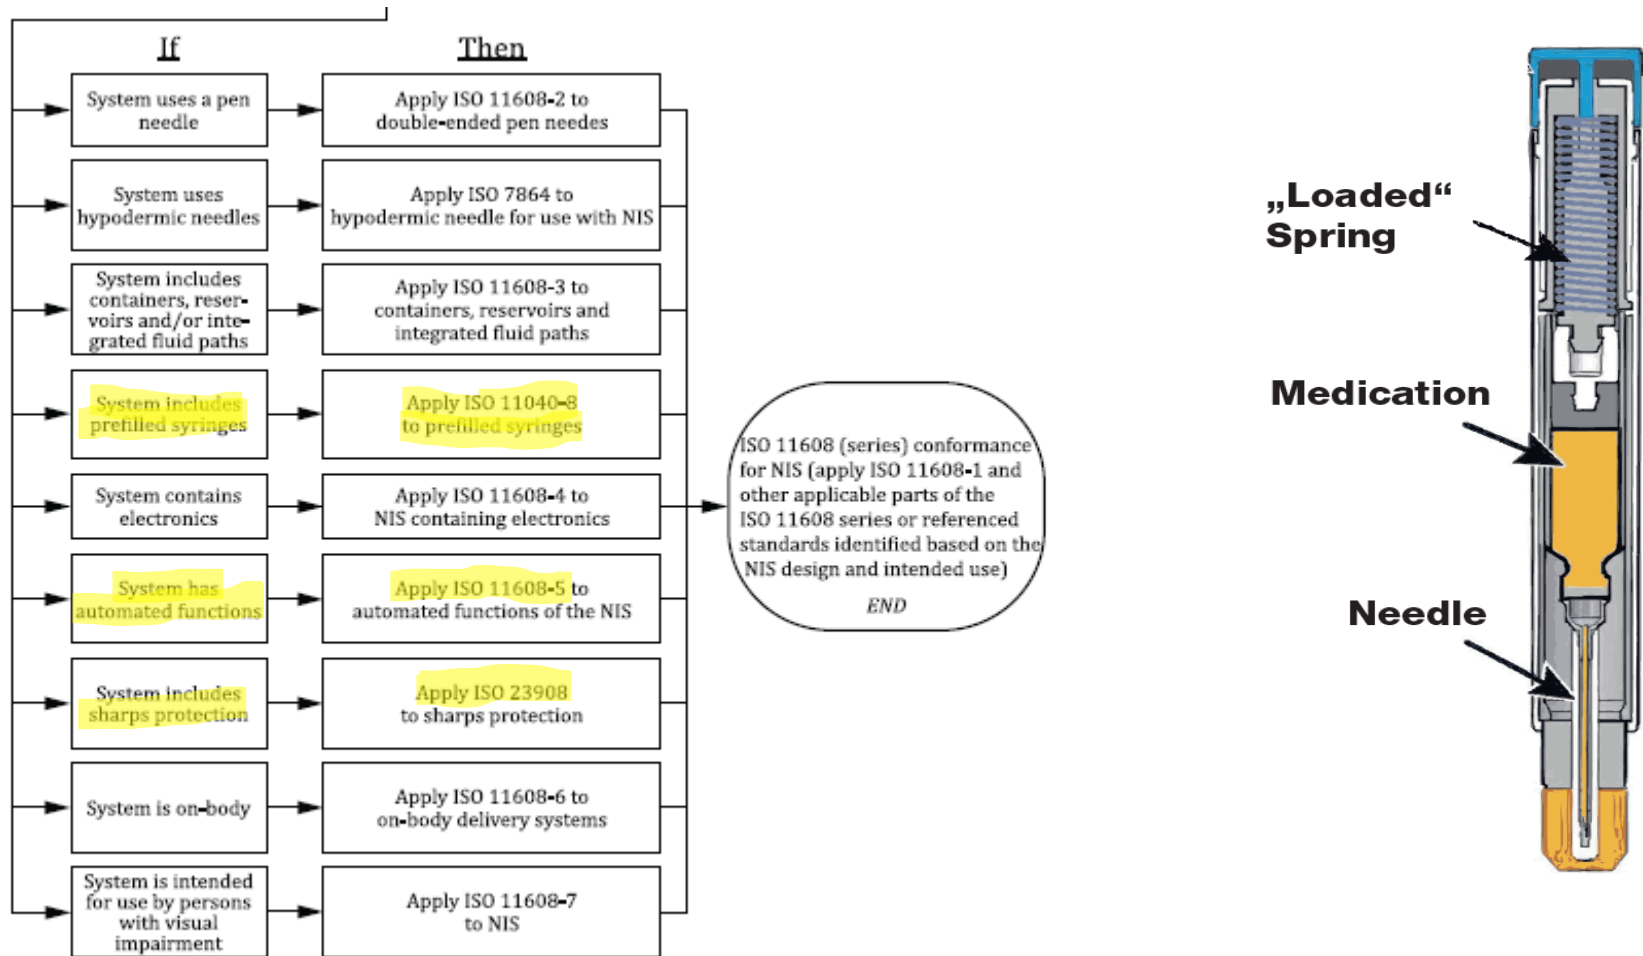 If
Then
System uses a pen
needle
Apply ISO 11608-2 to
double-ended pen needes
System uses
hypodermic needles
Apply ISO 7864 to
hypodermic needle for use with NIS
System includes
containers, reser-
voirs and/or inte-
grated fluid paths
Apply ISO 11608-3 to
containers, reservoirs and
integrated fluid paths
System includes
prefilled syringes
Apply ISO 11040-8
to prefilled syringes
System contains
electronics
Apply ISO 11608-4 to
NIS containing electronics
System has
automated functions
Apply ISO 11608-5 to
automated functions of the NIS
System includes
sharps protection
Apply ISO 23908
to sharps protection
System is on-body
Apply ISO 11608-6 to
on-body delivery systems
System is intended
for use by persons
with visual
impairment
Apply ISO 11608-7
to NIS
ISO 11608 (series) conformance
for NIS (apply ISO 11608-1 and
other applicable parts of the
ISO 11608 series or referenced
standards identified based on the
NIS design and intended use)
END
„Loaded“
Spring
Medication
Needle